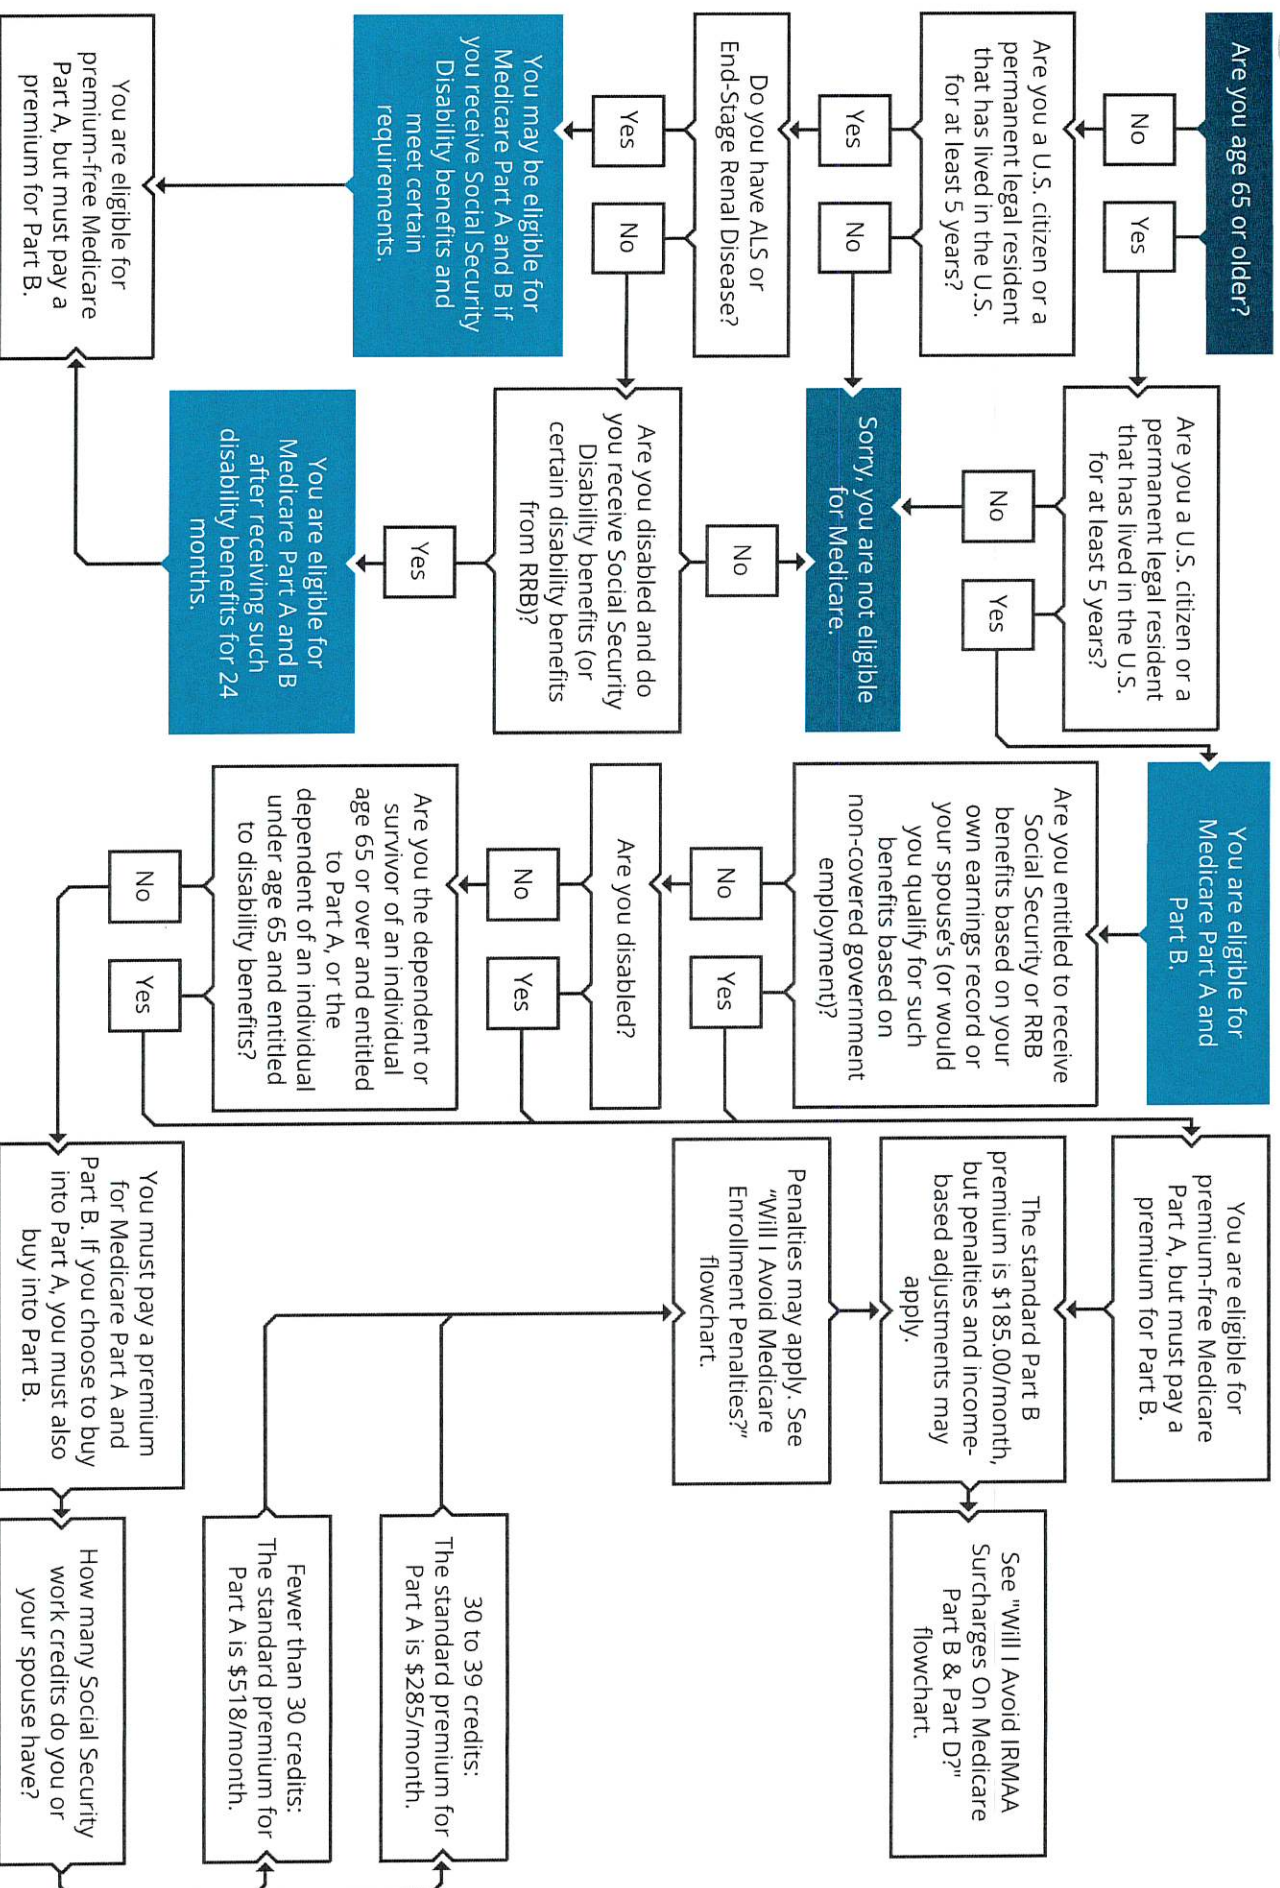 Are you age 65 or older?
No
Yes
Are you a U.S. citizen or a
permanent legal resident
that has lived in the U.S.
for at least 5 years?
Yes
No
Do you have ALS or
End-Stage Renal Disease?
Yes
No
You may be eligible for
Medicare Part A and B if
you receive Social Security
Disability benefits and
meet certain
requirements.
You are eligible for
premium-free Medicare
Part A, but must pay a
premium for Part B.
Are you a U.S. citizen or a
permanent legal resident
that has lived in the U.S.
for at least 5 years?
No
Yes
Sorry, you are not eligible
for Medicare.
No
Are you disabled and do
you receive Social Security
Disability benefits (or
certain disability benefits
from RRB)?
Yes
You are eligible for
Medicare Part A and B
after receiving such
disability benefits for 24
months.
You are eligible for
Medicare Part A and
Part B.
Are you entitled to receive
Social Security or RRB
benefits based on your
own earnings record or
your spouse's (or would
you qualify for such
benefits based on
non-covered government
employment)?
No
Yes
Are you disabled?
No
Yes
Are you the dependent or
survivor of an individual
age 65 or over and entitled
to Part A, or the
dependent of an individual
under age 65 and entitled
to disability benefits?
No
Yes
You are eligible for
premium-free Medicare
Part A, but must pay a
premium for Part B.
The standard Part B
premium is $185.00/month,
but penalties and income-
based adjustments may
apply.
Penalties may apply. See
"Will I Avoid Medicare
Enrollment Penalties?"
flowchart.
You must pay a premium
for Medicare Part A and
Part B. If you choose to buy
into Part A, you must also
buy into Part B.
See "Will I Avoid IRMAA
Surcharges On Medicare
Part B & Part D?"
flowchart.
30 to 39 credits:
The standard premium for
Part A is $285/month.
Fewer than 30 credits:
The standard premium for
Part A is $518/month.
How many Social Security
work credits do you or
your spouse have?